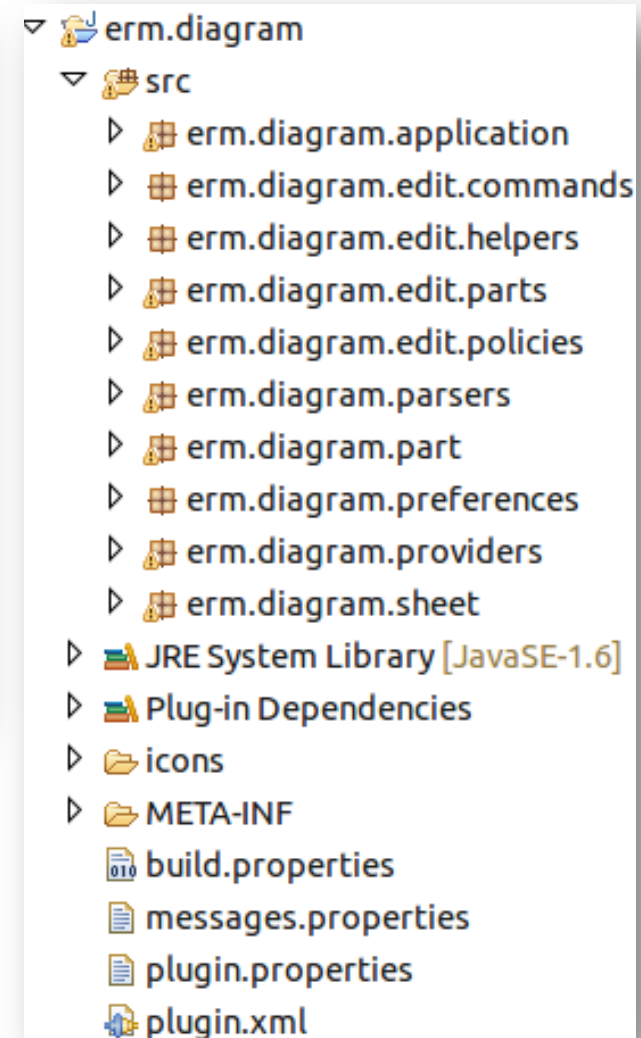 erm.diagram
src
erm.diagram.application
erm.diagram.edit.commands
erm.diagram.edit.helpers
erm.diagram.edit.parts
erm.diagram.edit.policies
erm.diagram.parsers
erm.diagram.part
erm.diagram.preferences
erm.diagram.providers
erm.diagram.sheet
JRE System Library [JavaSE-1.6]
Plug-in Dependencies
icons
META-INF
build.properties
messages.properties
plugin.properties
plugin.xml